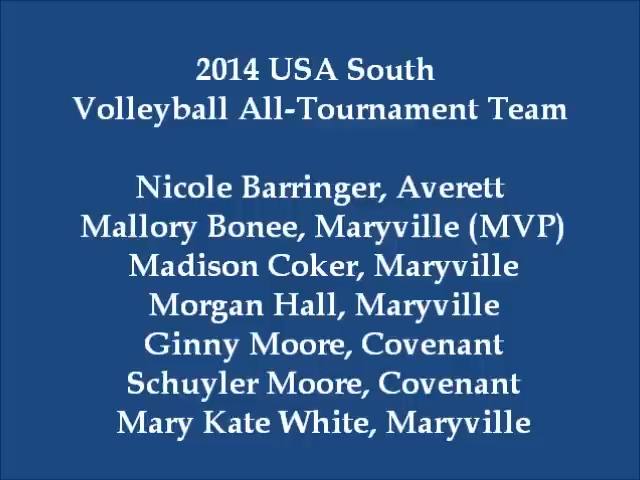 2014 USA South
Volleyball All-Tournament Team
Nicole Barringer, Averett
Mallory Bonee, Maryville (MVP)
Madison Coker, Maryville
Morgan Hall, Maryville
Ginny Moore, Covenant
Schuyler Moore, Covenant
Mary Kate White, Maryville